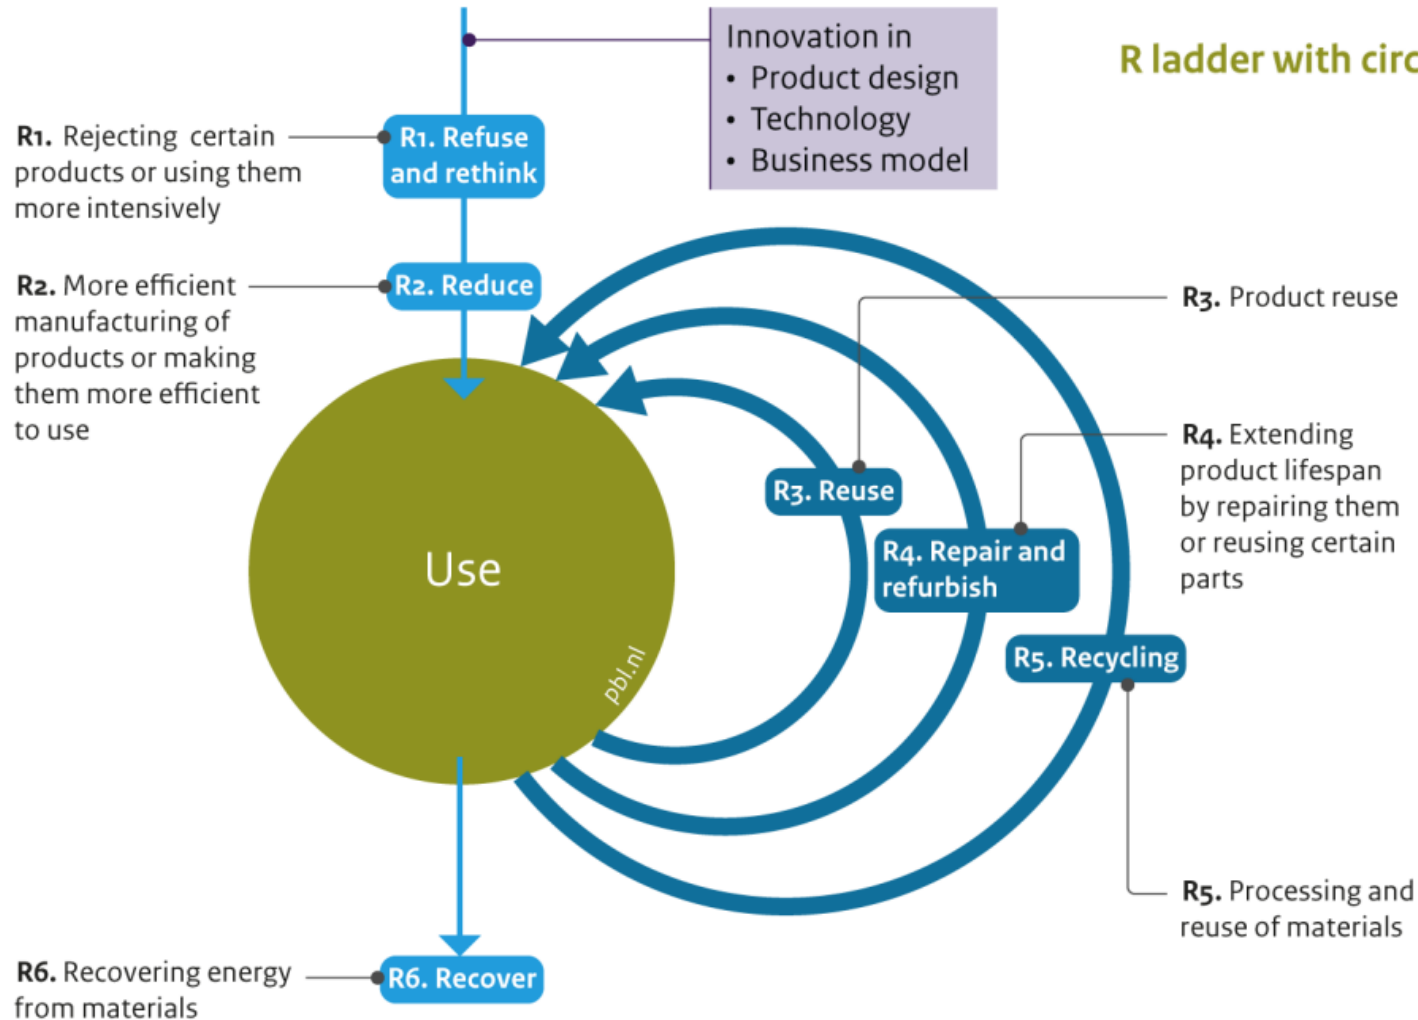 Innovation in
• Product design
• Technology
• Business model
R ladder with circ
R1. Rejecting certain
products or using them
more intensively
R1. Refuse
and rethink
R2. More efficient
manufacturing of
products or making
them more efficient
to use
R2. Reduce
R3. Product reuse
R3. Reuse
R4. Extending
product lifespan
by repairing them
or reusing certain
parts
R4. Repair and
refurbish
Use
pbl.nl
R5. Recycling
R5. Processing and
reuse of materials
R6. Recovering energy
from materials
R6. Recover